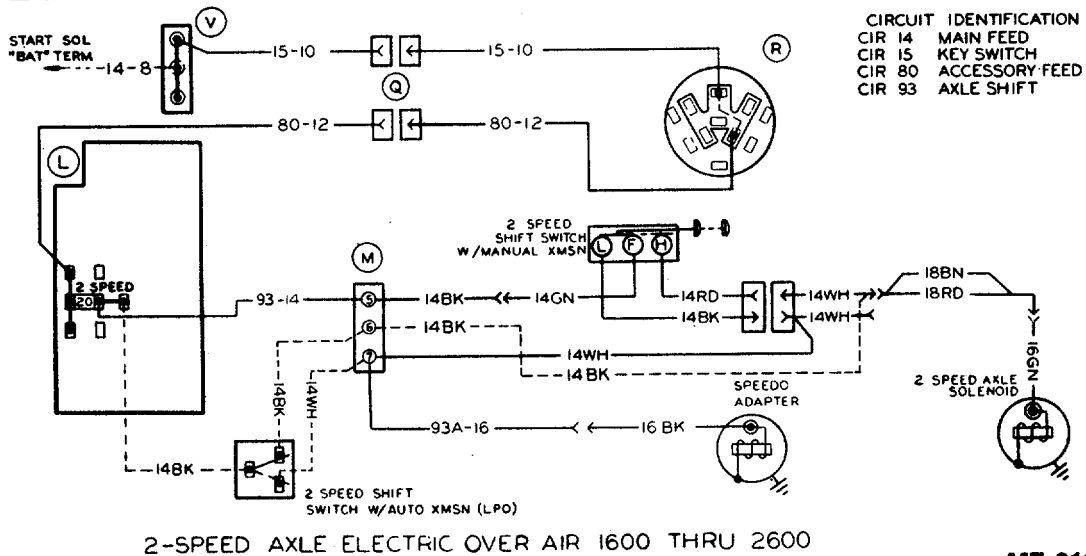 V
START SOL
"BAT" TERM
14-8
15-10
15-10
Q
R
CIRCUIT IDENTIFICATION
CIR 14 MAIN FEED
CIR 15 KEY SWITCH
CIR 80 ACCESSORY FEED
CIR 93 AXLE SHIFT
80-12
80-12
L
2 SPEED
SHIFT SWITCH
W/MANUAL XMSN
L F H
M
2 SPEED
20
93-14
5
14BK
14GN
14RD
14WH
18BN
18RD
6
14BK
14BK
14WH
7
14WH
14BK
16GN
14BK
14WH
SPEEDO
ADAPTER
2 SPEED AXLE
SOLENOID
93A-16
16 BK
14BK
2 SPEED SHIFT
SWITCH W/AUTO XMSN (LPO)
2-SPEED AXLE ELECTRIC OVER AIR 1600 THRU 2600